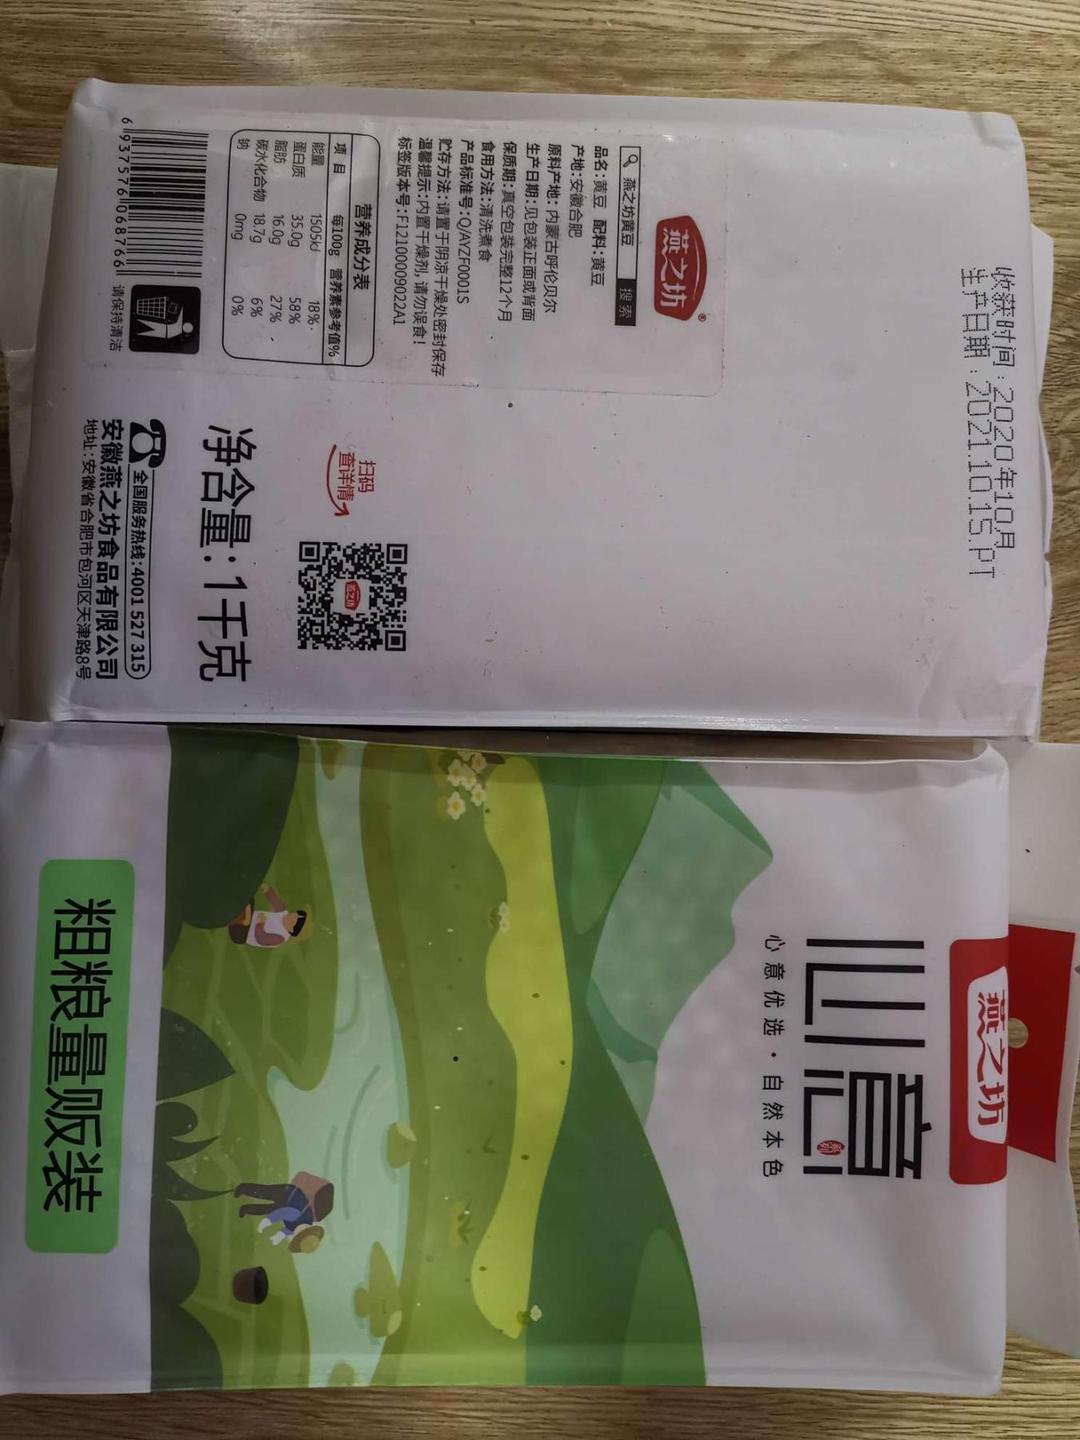 收获时间:2020年10月
生产日期:2021.10.15.PT
燕之坊®
燕之坊黄豆 搜索
品名:黄豆 配料:黄豆
产地:安徽合肥
原料产地:内蒙古呼伦贝尔
生产日期:见包装正面或背面
保质期:真空包装完整12个月
食用方法:清洗煮食
产品标准号:Q/AYZF0001S
贮存方法:请置于阴凉干燥处密封保存
温馨提示:内置干燥剂,请勿误食!
标签版本号:F12100009022A1
营养成分表
项目 每100g 营养素参考值%
能量 1505kJ 18%
蛋白质 35.0g 58%
脂肪 16.0g 27%
碳水化合物 18.7g 6%
钠 0mg 0%
6937576068766
请保持清洁
扫码
查详情
燕之坊
净含量:1千克
全国服务热线:4001 527 315
安徽燕之坊食品有限公司
地址:安徽省合肥市包河区天津路8号
燕之坊
心意
心意优选·自然本色
粗粮量贩装